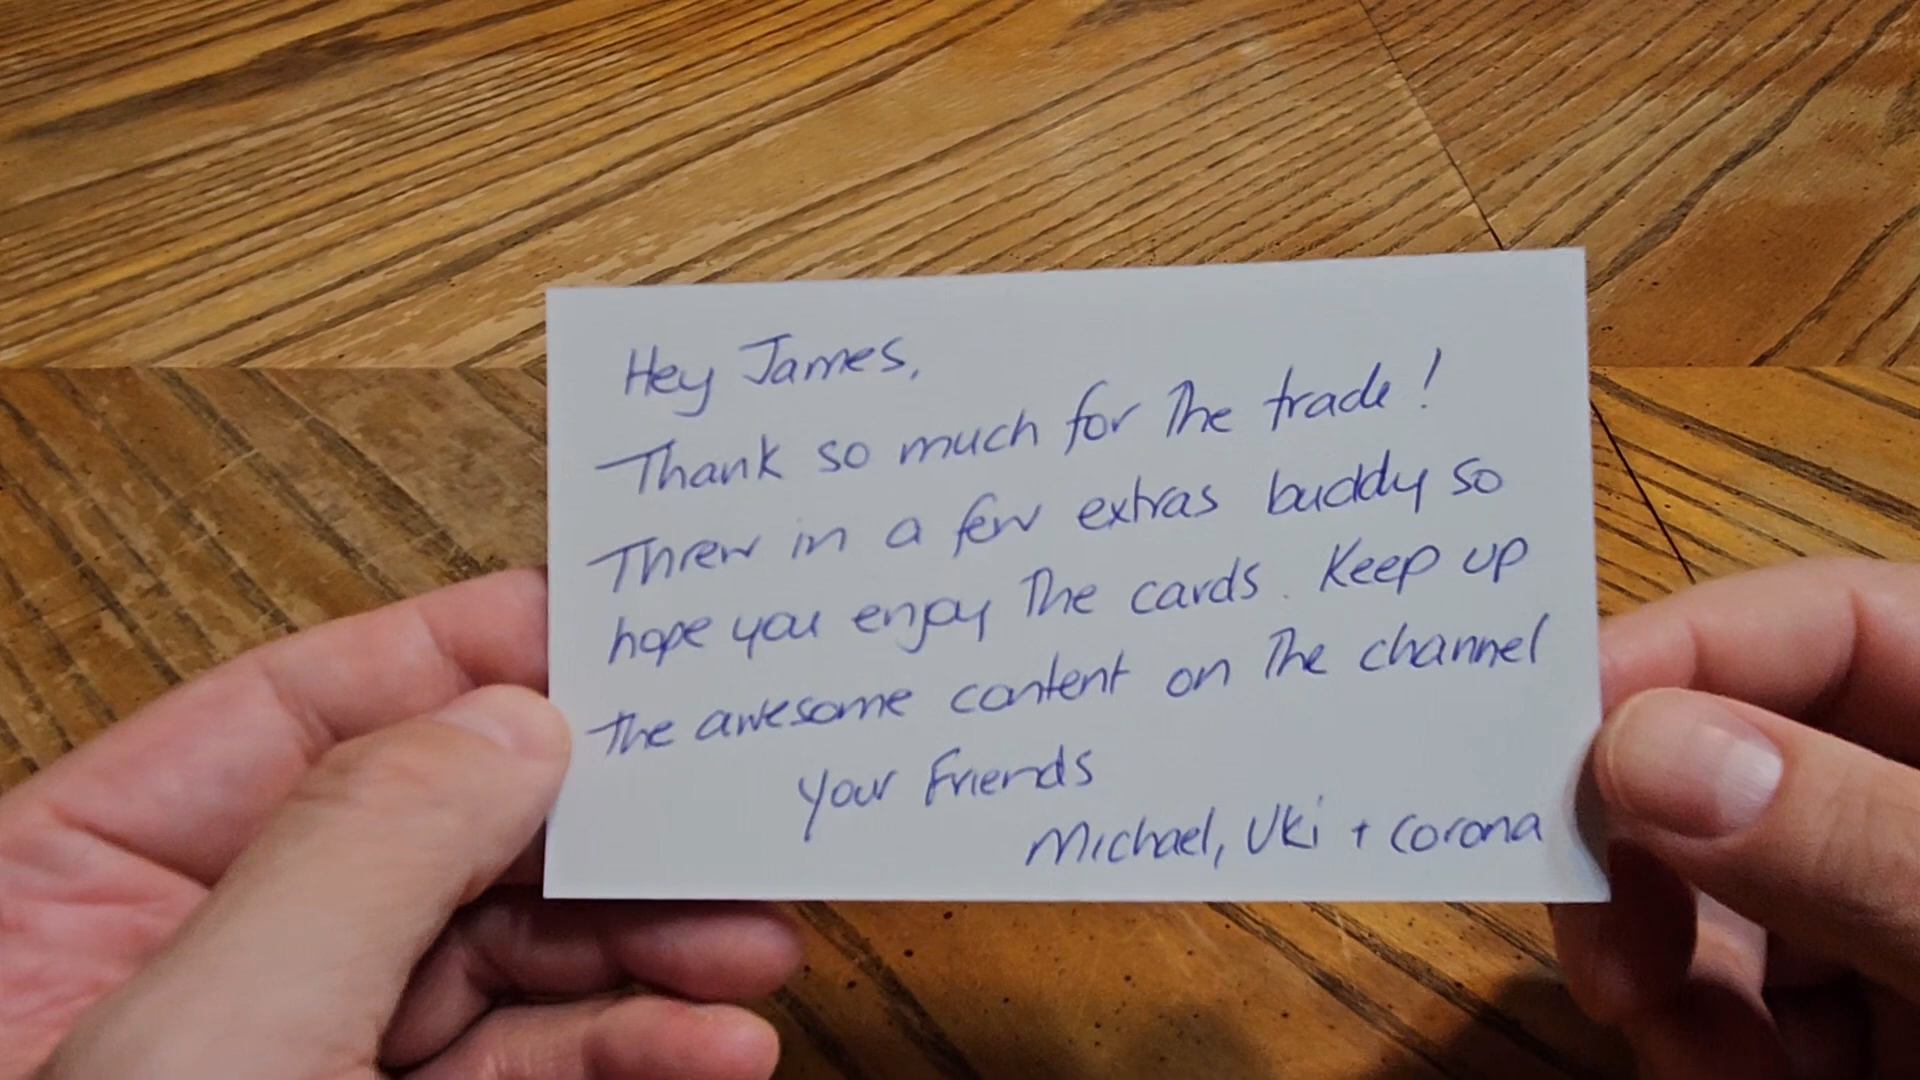 Hey James,
Thank so much for the trade!
Threw in a few extras buddy so
hope you enjoy the cards. Keep up
the awesome content on the channel
Your Friends
Michael, Uki + Corona